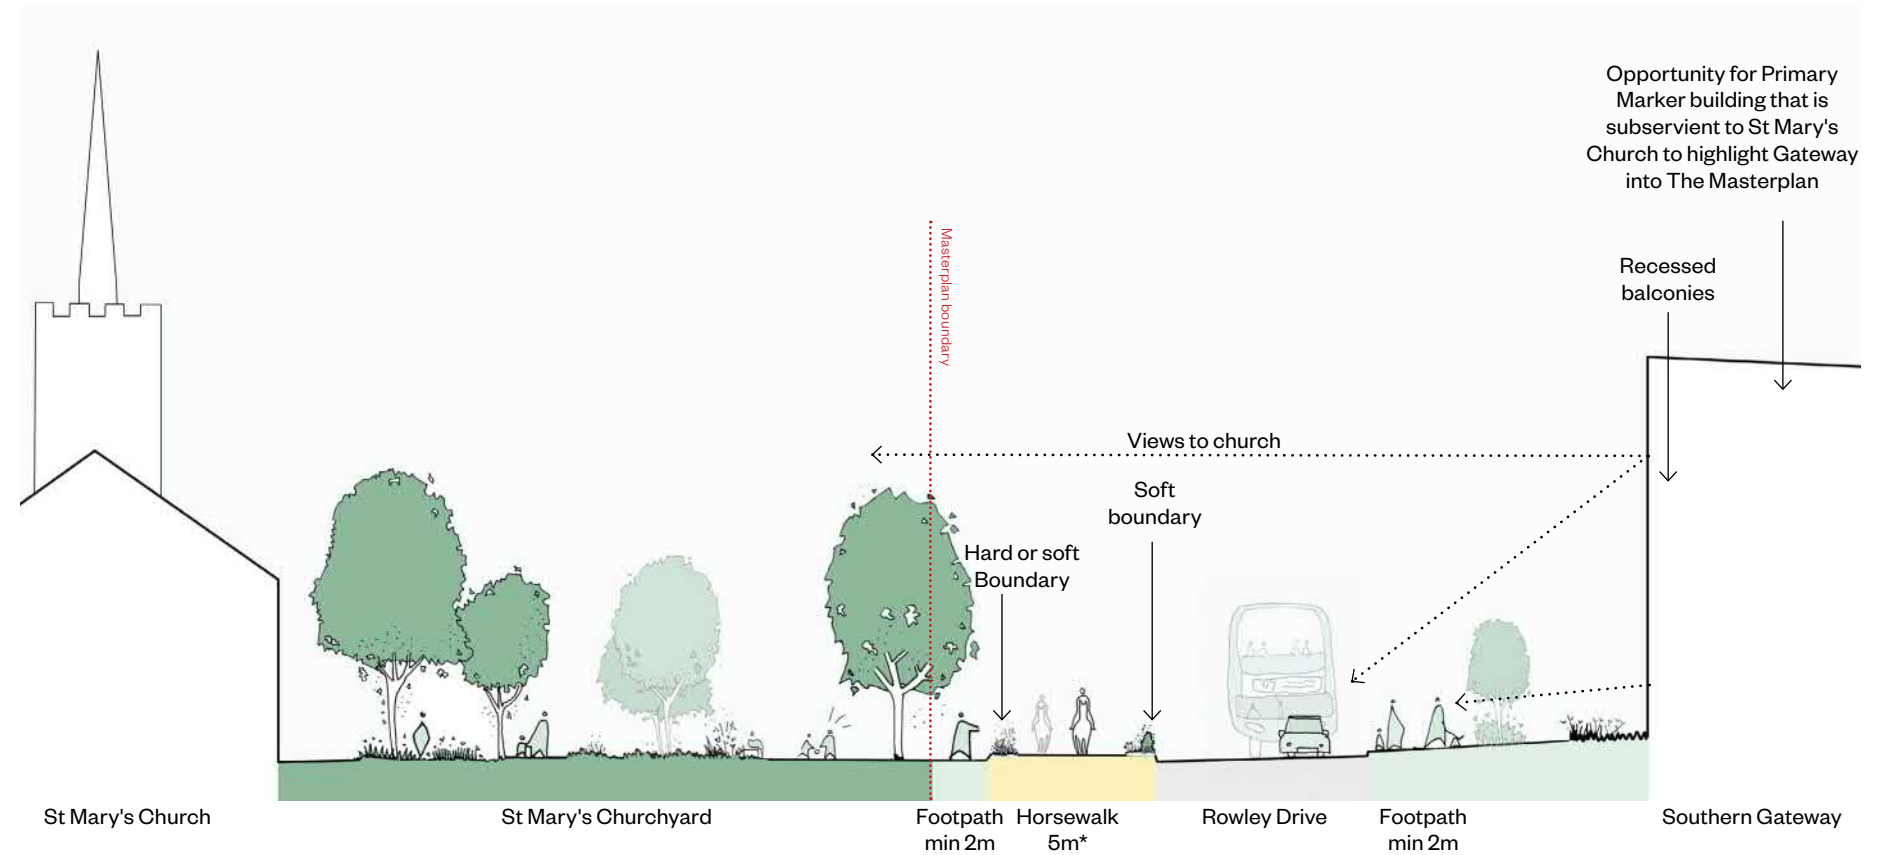 Opportunity for Primary
Marker building that is
subservient to St Mary's
Church to highlight Gateway
into The Masterplan
Masterplan boundary
Recessed
balconies
Views to church
Soft
boundary
Hard or soft
Boundary
St Mary's Church
St Mary's Churchyard
Footpath
min 2m
Horsewalk
5m*
Rowley Drive
Footpath
min 2m
Southern Gateway